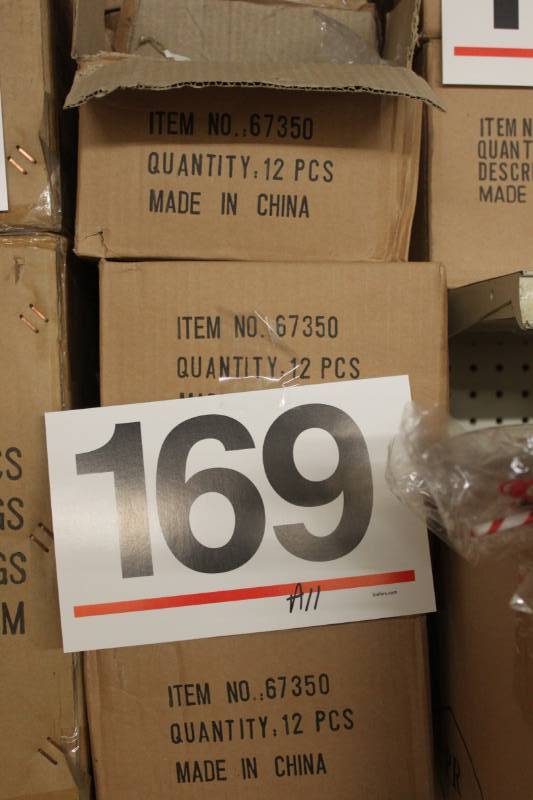 ITEM NO.:67350
QUANTITY:12 PCS
MADE IN CHINA
ITEM N
QUANT
DESCR
MADE
ITEM NO.:67350
QUANTITY:12 PCS
169
All
ITEM NO.:67350
QUANTITY:12 PCS
MADE IN CHINA
CS
GS
GS
M